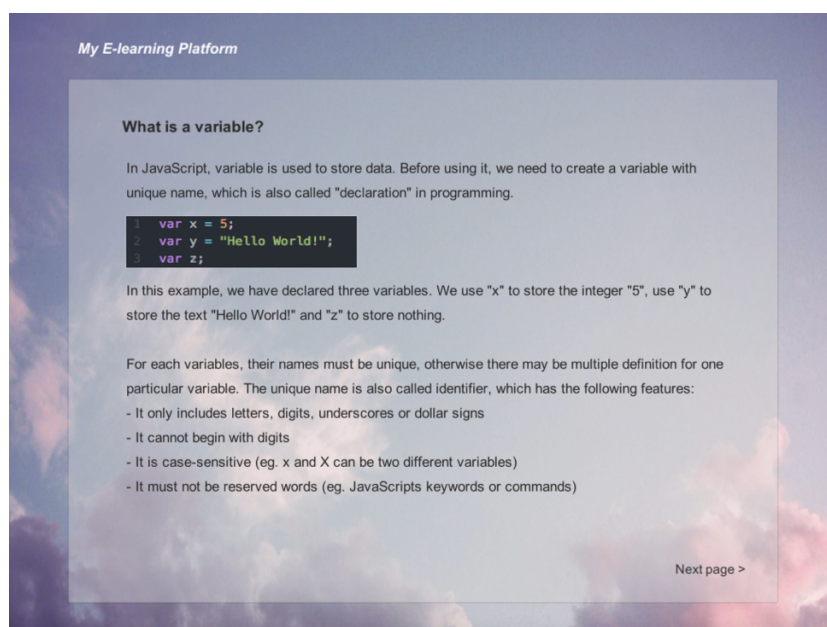 My E-learning Platform
What is a variable?
In JavaScript, variable is used to store data. Before using it, we need to create a variable with
unique name, which is also called "declaration" in programming.
1 var x = 5;
2 var y = "Hello World!";
3 var z;
In this example, we have declared three variables. We use "x" to store the integer "5", use "y" to
store the text "Hello World!" and "z" to store nothing.
For each variables, their names must be unique, otherwise there may be multiple definition for one
particular variable. The unique name is also called identifier, which has the following features:
- It only includes letters, digits, underscores or dollar signs
- It cannot begin with digits
- It is case-sensitive (eg. x and X can be two different variables)
- It must not be reserved words (eg. JavaScripts keywords or commands)
Next page >